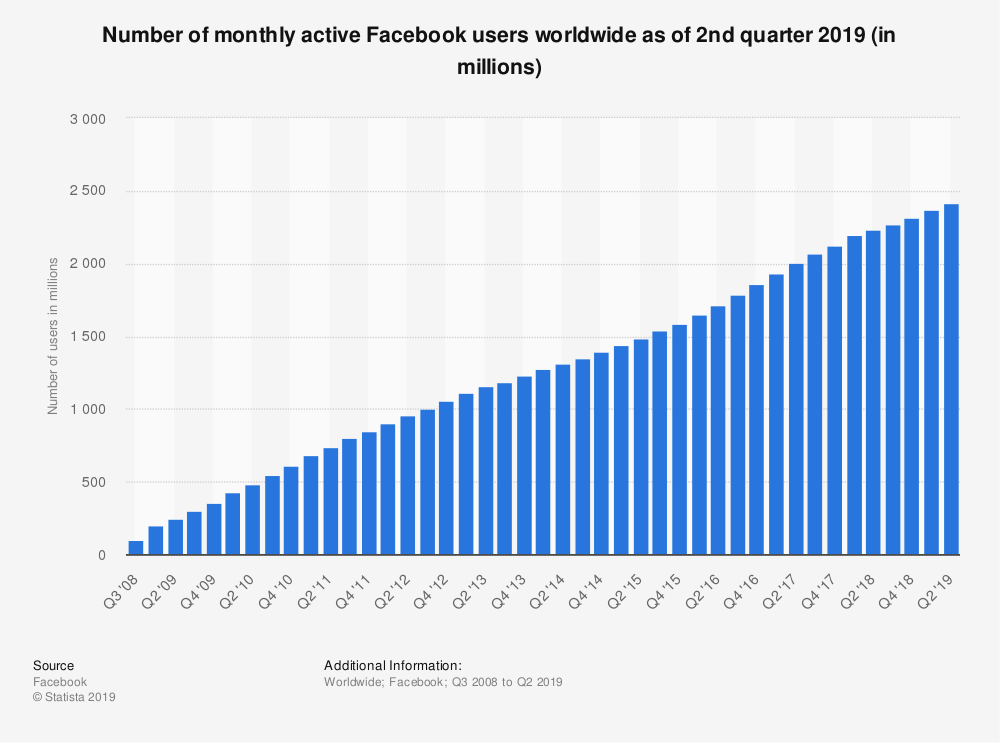 Number of monthly active Facebook users worldwide as of 2nd quarter 2019 (in
millions)
Number of users in millions
3 000
2 500
2 000
1 500
1 000
500
0
Q3 '08
Q2 '09
Q4 '09
Q2 '10
Q4 '10
Q2 '11
Q4 '11
Q2 '12
Q4 '12
Q2 '13
Q4 '13
Q2 '14
Q4 '14
Q2 '15
Q4 '15
Q2 '16
Q4 '16
Q2 '17
Q4 '17
Q2 '18
Q4 '18
Q2 '19
Source
Facebook
© Statista 2019
Additional Information:
Worldwide; Facebook; Q3 2008 to Q2 2019